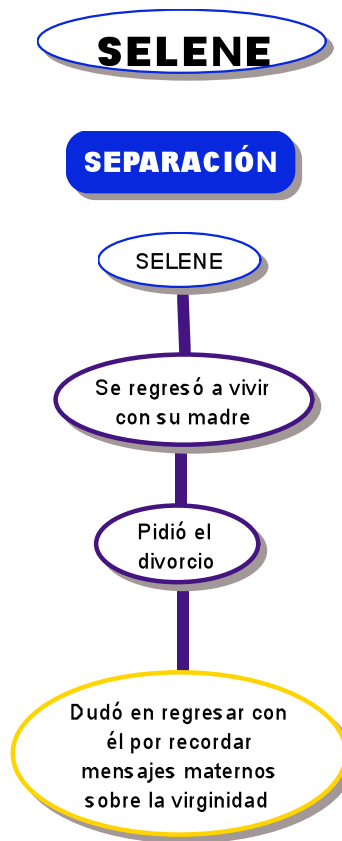 SELENE
SEPARACIÓN
SELENE
Se regresó a vivir
con su madre
Pidió el
divorcio
Dudó en regresar con
él por recordar
mensajes maternos
sobre la virginidad